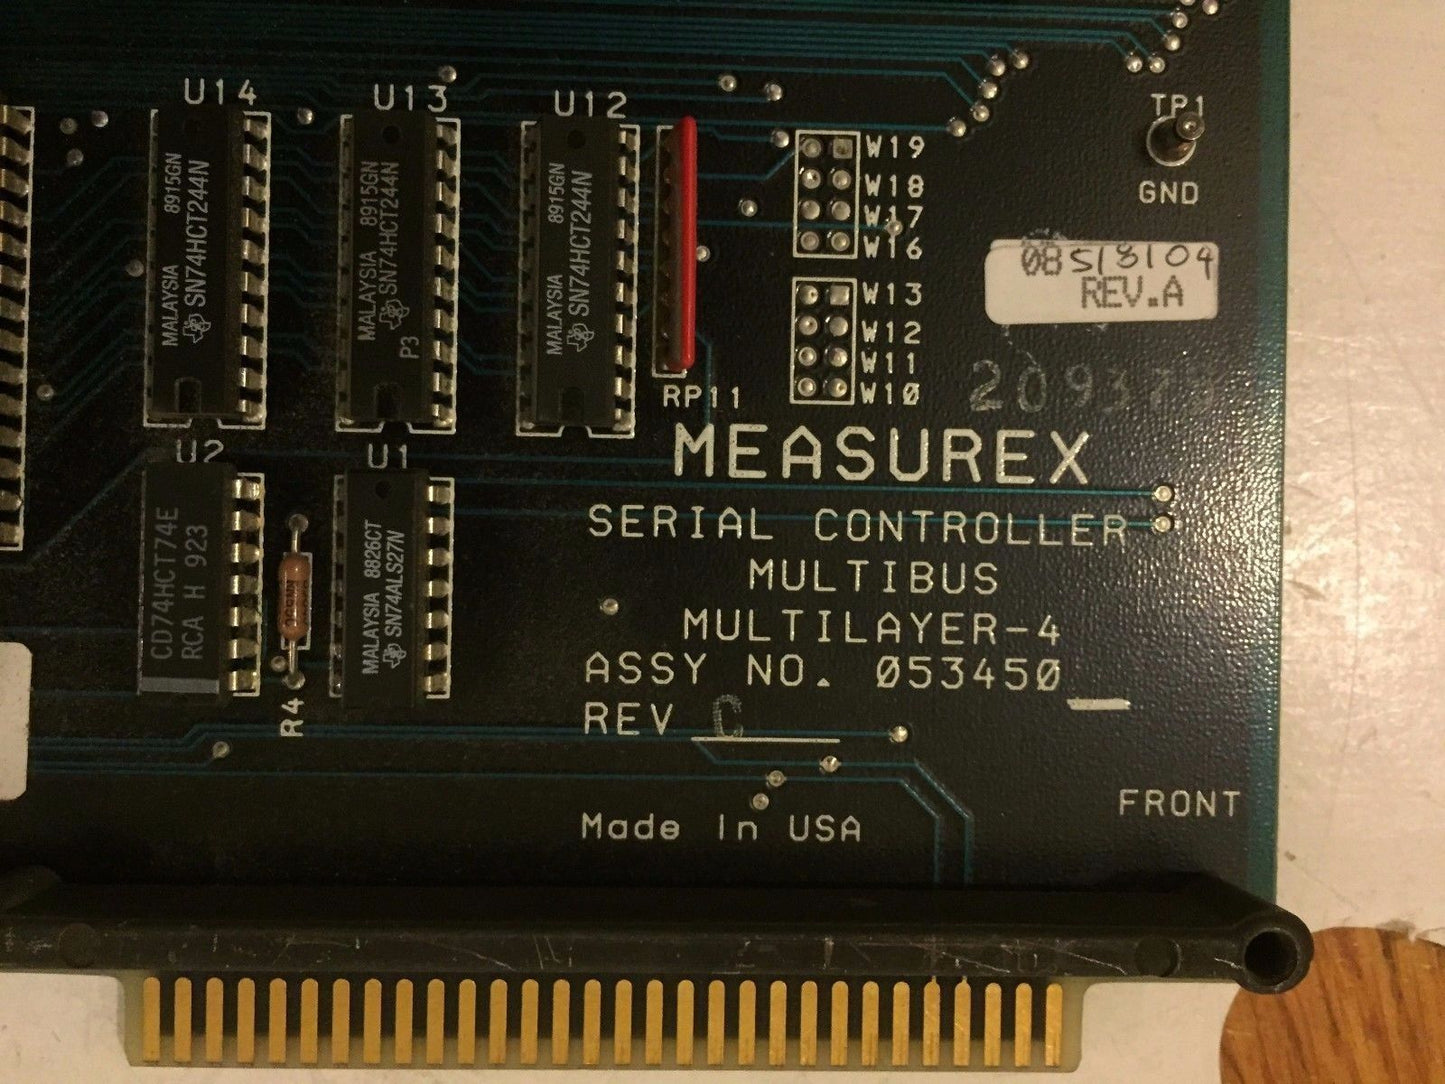 U14
U13
U12
TP1
GND
MALAYSIA 8915GN
SN74HCT244N
MALAYSIA 8915GN
SN74HCT244N
P3
MALAYSIA 8915GN
SN74HCT244N
RP11
W19
W18
W17
W16
W13
W12
W11
W10
REV.A
MEASUREX
SERIAL CONTROLLER
MULTIBUS
MULTILAYER-4
ASSY NO. 053450
REV C
U2
U1
CD74HCT74E
RCA H 923
R4
MALAYSIA 8826CT
SN74ALS27N
FRONT
Made In USA